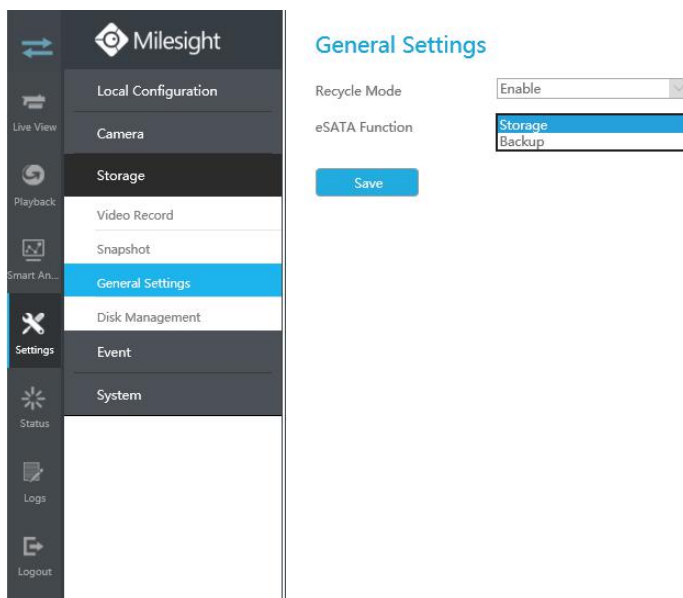 Milesight
Live View
Playback
Smart An...
Settings
Status
Logs
Logout
Local Configuration
Camera
Storage
Video Record
Snapshot
General Settings
Disk Management
Event
System
General Settings
Recycle Mode
Enable
eSATA Function
Storage
Backup
Save